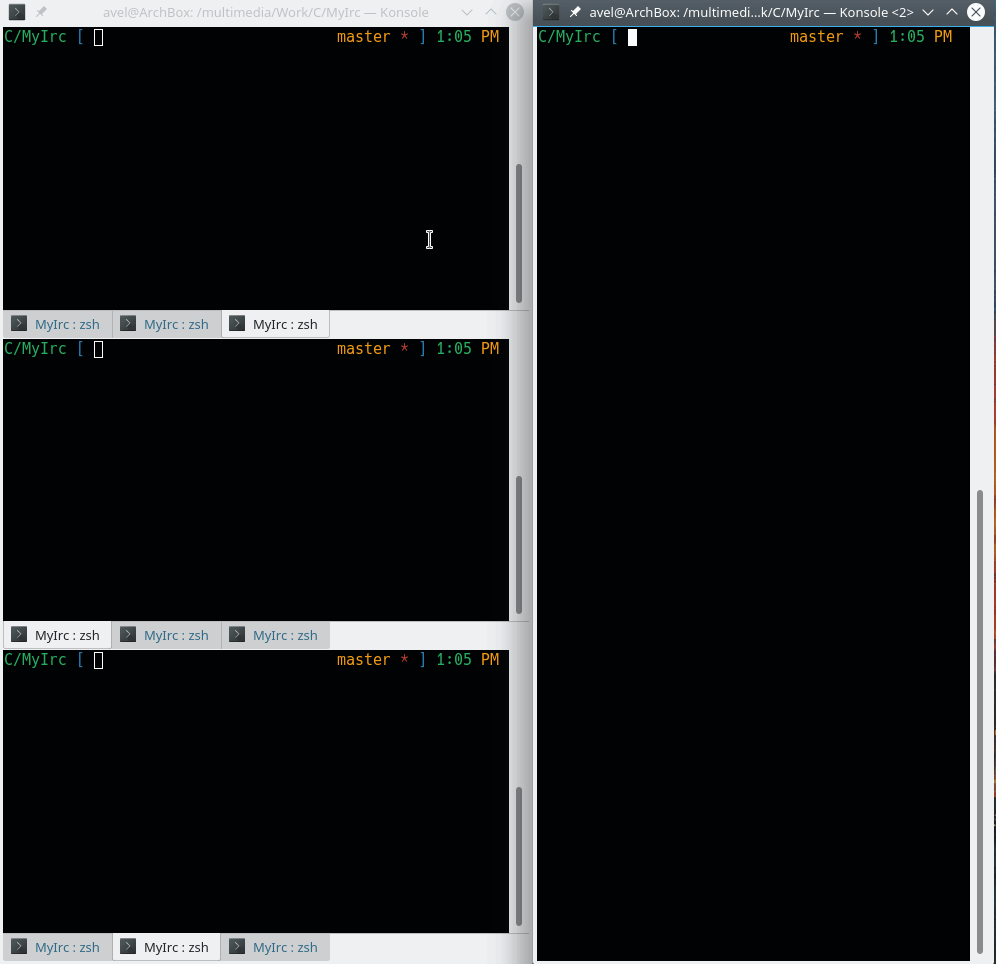 avel@ArchBox: /multimedia/Work/C/MyIrc — Konsole
C/MyIrc [ master * ] 1:05 PM
MyIrc : zsh MyIrc : zsh MyIrc : zsh
C/MyIrc [ master * ] 1:05 PM
MyIrc : zsh MyIrc : zsh MyIrc : zsh
C/MyIrc [ master * ] 1:05 PM
MyIrc : zsh MyIrc : zsh MyIrc : zsh
avel@ArchBox: /multimedi...k/C/MyIrc — Konsole <2>
C/MyIrc [ master * ] 1:05 PM